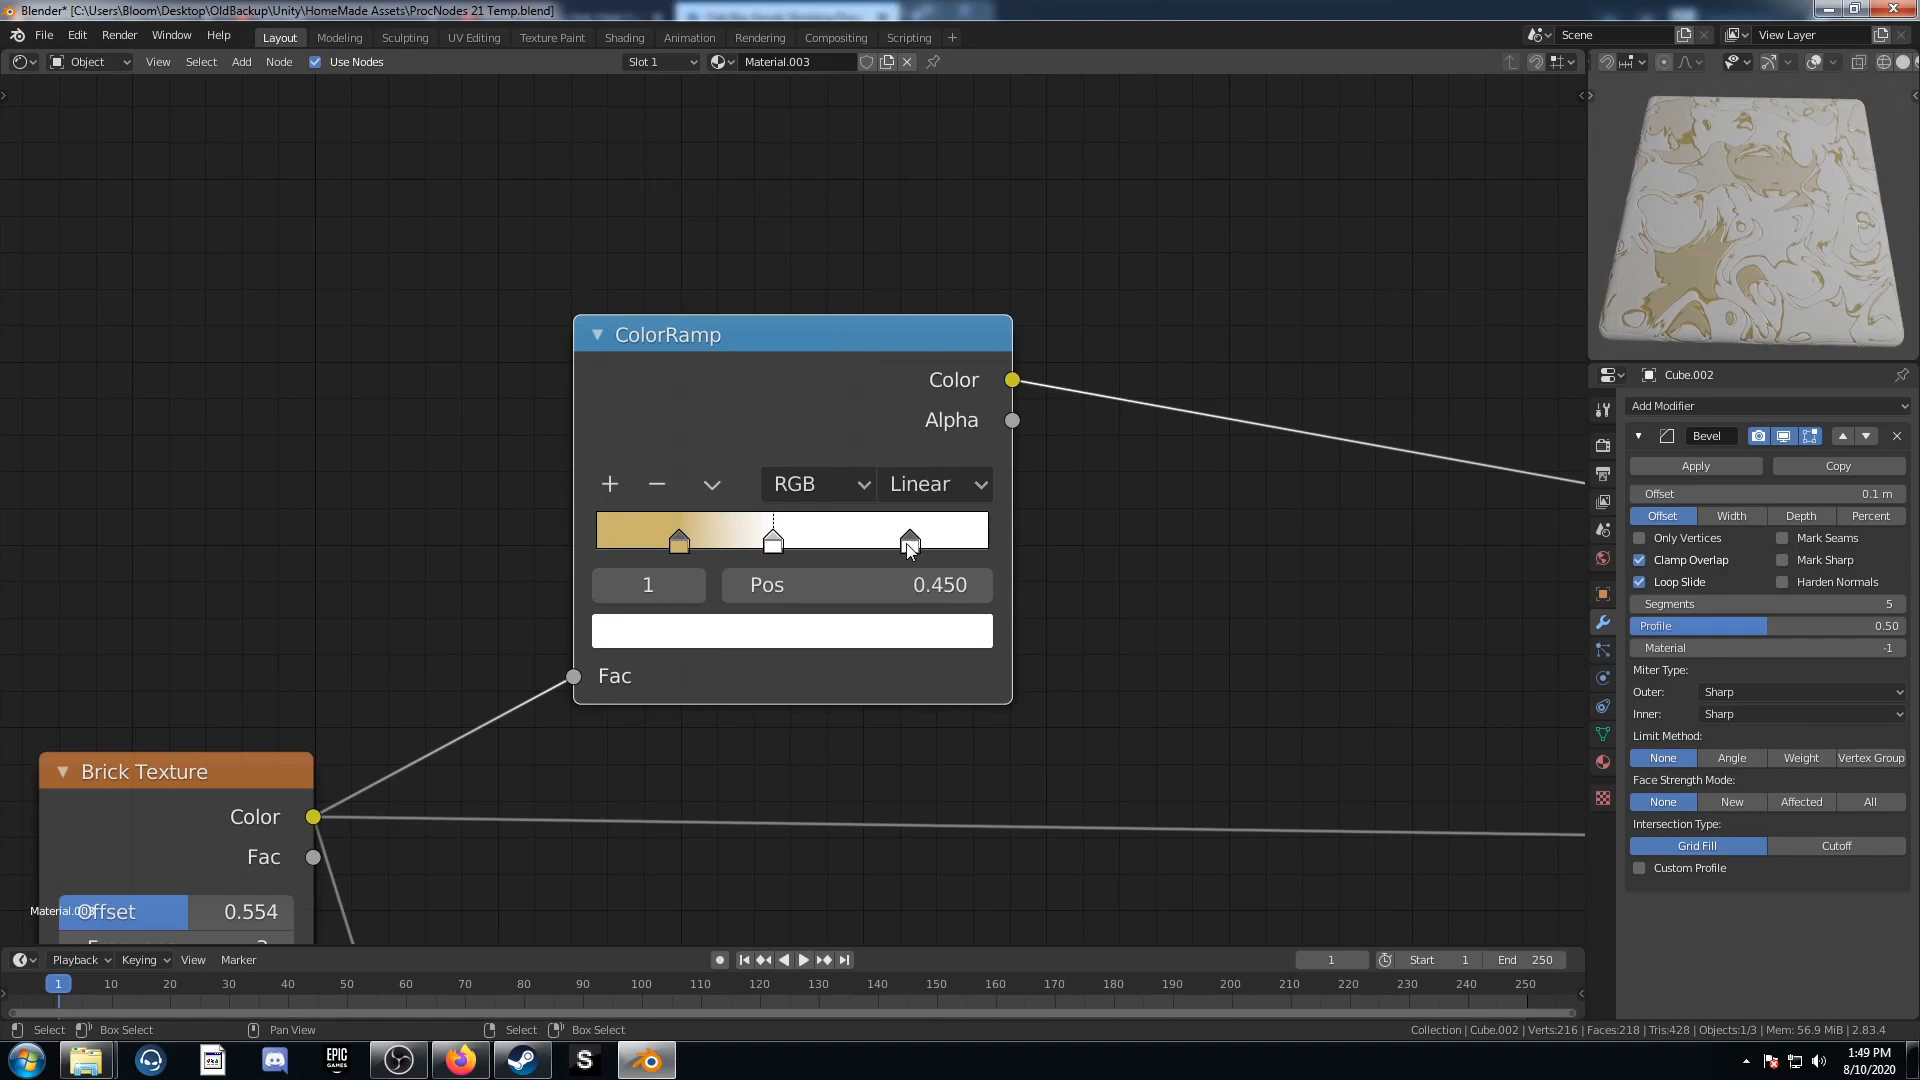 Blender* [C:\Users\Bloom\Desktop\OldBackup\Unity\HomeMade Assets\ProcNodes 21 Temp.blend]
File Edit Render Window Help Layout Modeling Sculpting UV Editing Texture Paint Shading Animation Rendering Compositing Scripting + Scene View Layer
Object View Select Add Node Use Nodes Slot 1 Material.003
ColorRamp
Color
Alpha
RGB Linear
1 Pos 0.450
Fac
Brick Texture
Color
Fac
Offset 0.554
Material.003
Cube.002
Add Modifier
Bevel
Apply Copy
Offset 0.1 m
Offset Width Depth Percent
Only Vertices Mark Seams
Clamp Overlap Mark Sharp
Loop Slide Harden Normals
Segments 5
Profile 0.50
Material -1
Miter Type:
Outer: Sharp
Inner: Sharp
Limit Method:
None Angle Weight Vertex Group
Face Strength Mode:
None New Affected All
Intersection Type:
Grid Fill Cutoff
Custom Profile
Playback Keying View Marker 1 Start 1 End 250
1 10 20 30 40 50 60 70 80 90 100 110 120 130 140 150 160 170 180 190 200 210 220 230 240 250
Select Box Select Pan View Select Box Select Collection | Cube.002 | Verts:216 | Faces:218 | Tris:428 | Objects:1/3 | Mem: 56.9 MiB | 2.83.4
EPIC GAMES
S
1:49 PM
8/10/2020